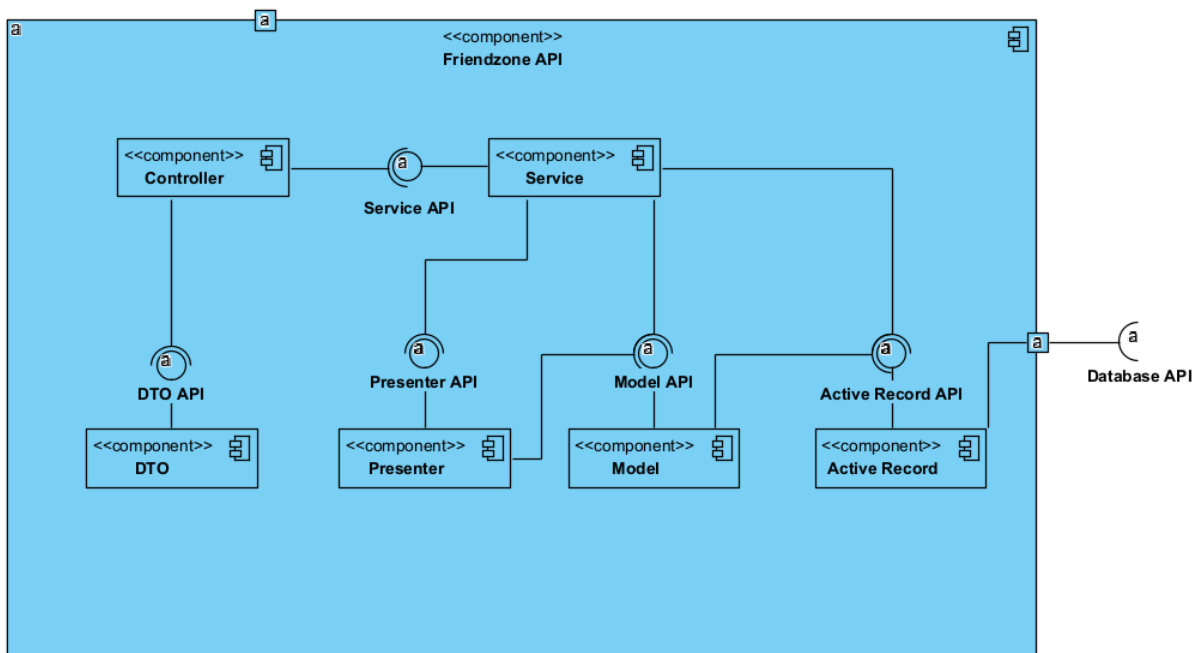 a
a
<<component>>
Friendzone API
<<component>>
Controller
a
Service API
<<component>>
Service
a
DTO API
a
Presenter API
a
Model API
a
Active Record API
a
a
Database API
<<component>>
DTO
<<component>>
Presenter
<<component>>
Model
<<component>>
Active Record